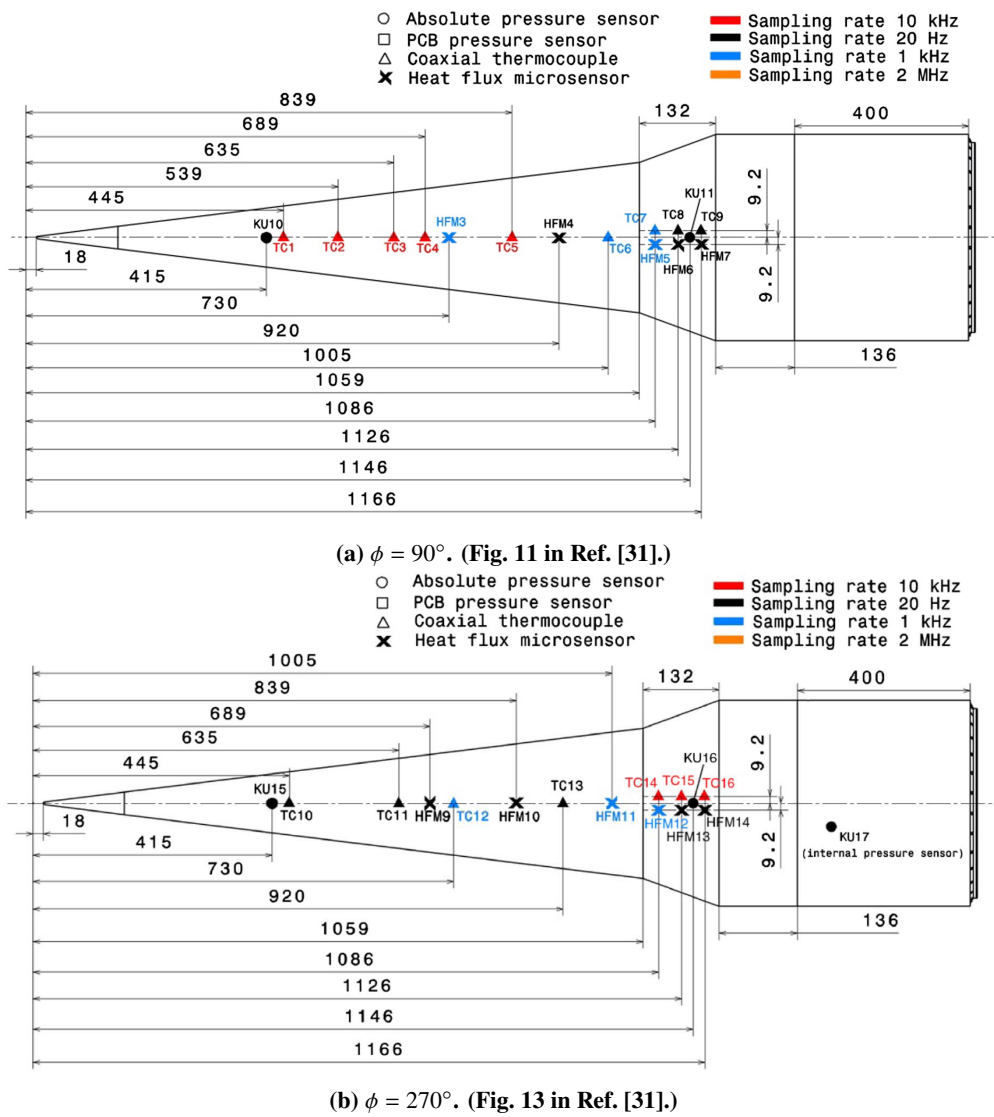 Absolute pressure sensor
PCB pressure sensor
Coaxial thermocouple
Heat flux microsensor
Sampling rate 10 kHz
Sampling rate 20 Hz
Sampling rate 1 kHz
Sampling rate 2 MHz
839
689
635
539
445
132
400
KU10
TC1
TC2
TC3
TC4
HFM3
TC5
HFM4
TC6
TC7
TC8
TC9
KU11
HFM5
HFM6
HFM7
9.2
9.2
18
415
730
920
1005
1059
1086
1126
1146
1166
136
(a) ϕ = 90°. (Fig. 11 in Ref. [31].)
Absolute pressure sensor
PCB pressure sensor
Coaxial thermocouple
Heat flux microsensor
Sampling rate 10 kHz
Sampling rate 20 Hz
Sampling rate 1 kHz
Sampling rate 2 MHz
1005
839
689
635
445
132
400
KU15
TC10
TC11
HFM9
TC12
HFM10
TC13
HFM11
TC14
TC15
TC16
KU16
HFM12
HFM13
HFM14
9.2
9.2
KU17
(internal pressure sensor)
18
415
730
920
1059
1086
1126
1146
1166
136
(b) ϕ = 270°. (Fig. 13 in Ref. [31].)